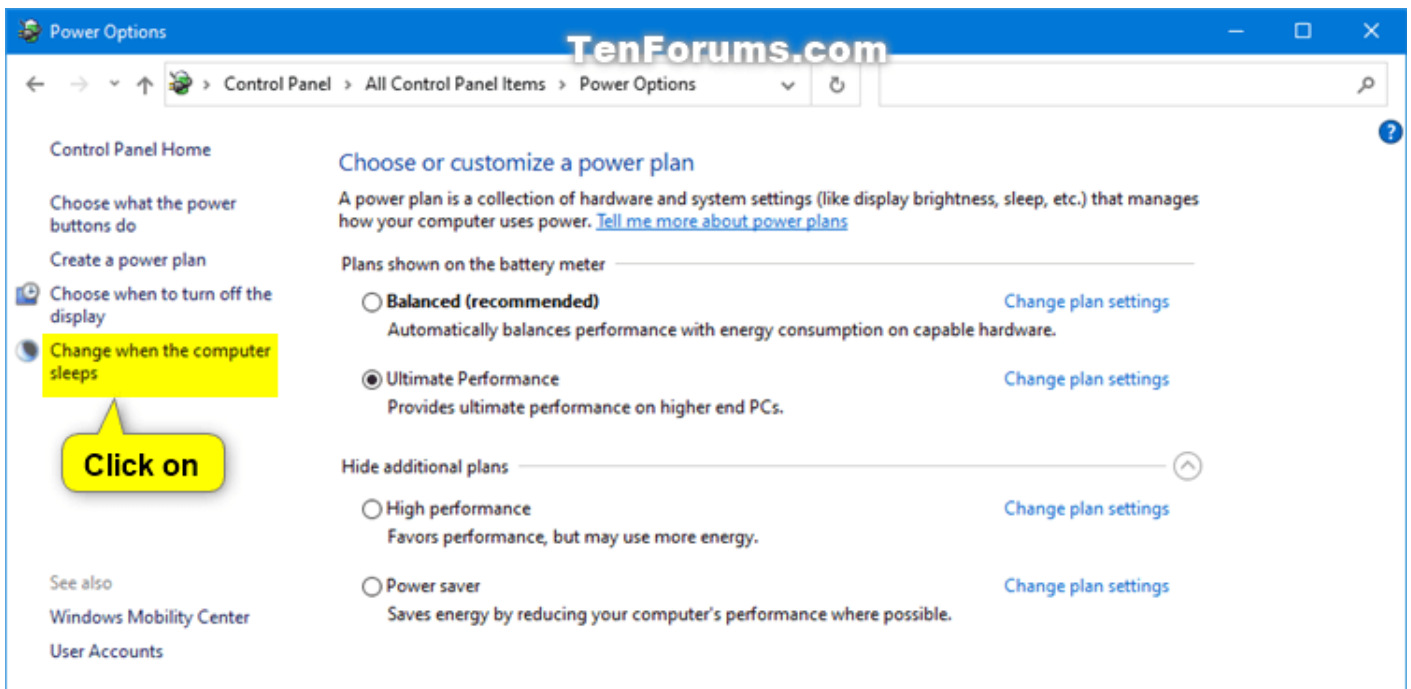 Power Options
TenForums.com
Control Panel > All Control Panel Items > Power Options
Control Panel Home
Choose what the power
buttons do
Create a power plan
Choose when to turn off the
display
Change when the computer
sleeps
Click on
See also
Windows Mobility Center
User Accounts
?
Choose or customize a power plan
A power plan is a collection of hardware and system settings (like display brightness, sleep, etc.) that manages
how your computer uses power. Tell me more about power plans
Plans shown on the battery meter
Balanced (recommended) Change plan settings
Automatically balances performance with energy consumption on capable hardware.
Ultimate Performance Change plan settings
Provides ultimate performance on higher end PCs.
Hide additional plans
High performance Change plan settings
Favors performance, but may use more energy.
Power saver Change plan settings
Saves energy by reducing your computer's performance where possible.